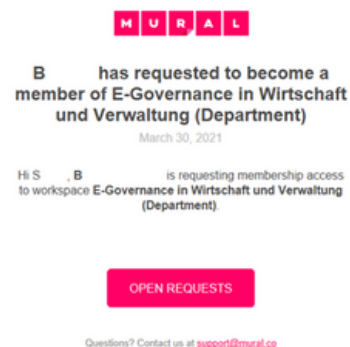 MURAL
B has requested to become a
member of E-Governance in Wirtschaft
und Verwaltung (Department)
March 30, 2021
Hi S , B is requesting membership access
to workspace E-Governance in Wirtschaft und Verwaltung
(Department).
OPEN REQUESTS
Questions? Contact us at support@mural.co